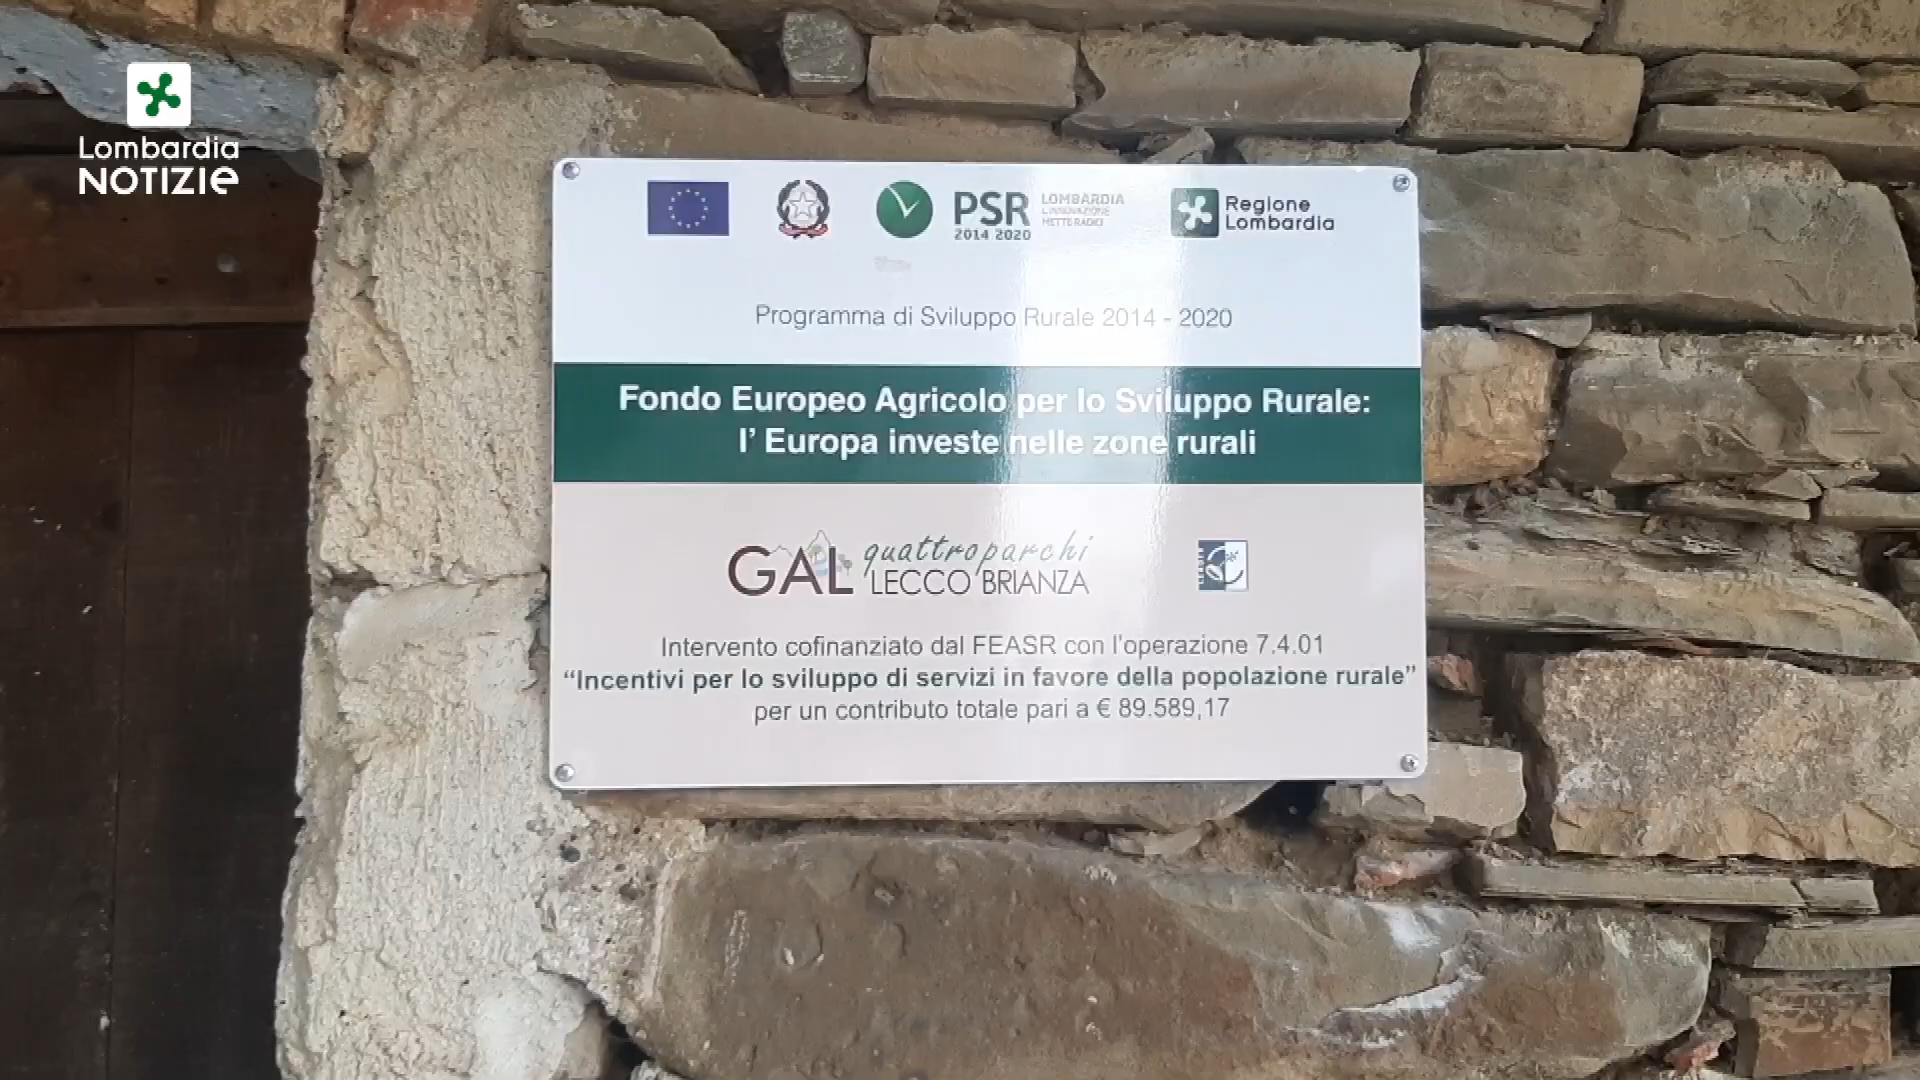 Lombardia
NOTIZIE
PSR
2014 2020
LOMBARDIA
L'INNOVAZIONE
METTE RADICI
Regione
Lombardia
Programma di Sviluppo Rurale 2014 - 2020
Fondo Europeo Agricolo per lo Sviluppo Rurale:
l' Europa investe nelle zone rurali
GAL quattroparchi
LECCO BRIANZA
Intervento cofinanziato dal FEASR con l'operazione 7.4.01
“Incentivi per lo sviluppo di servizi in favore della popolazione rurale”
per un contributo totale pari a € 89.589,17